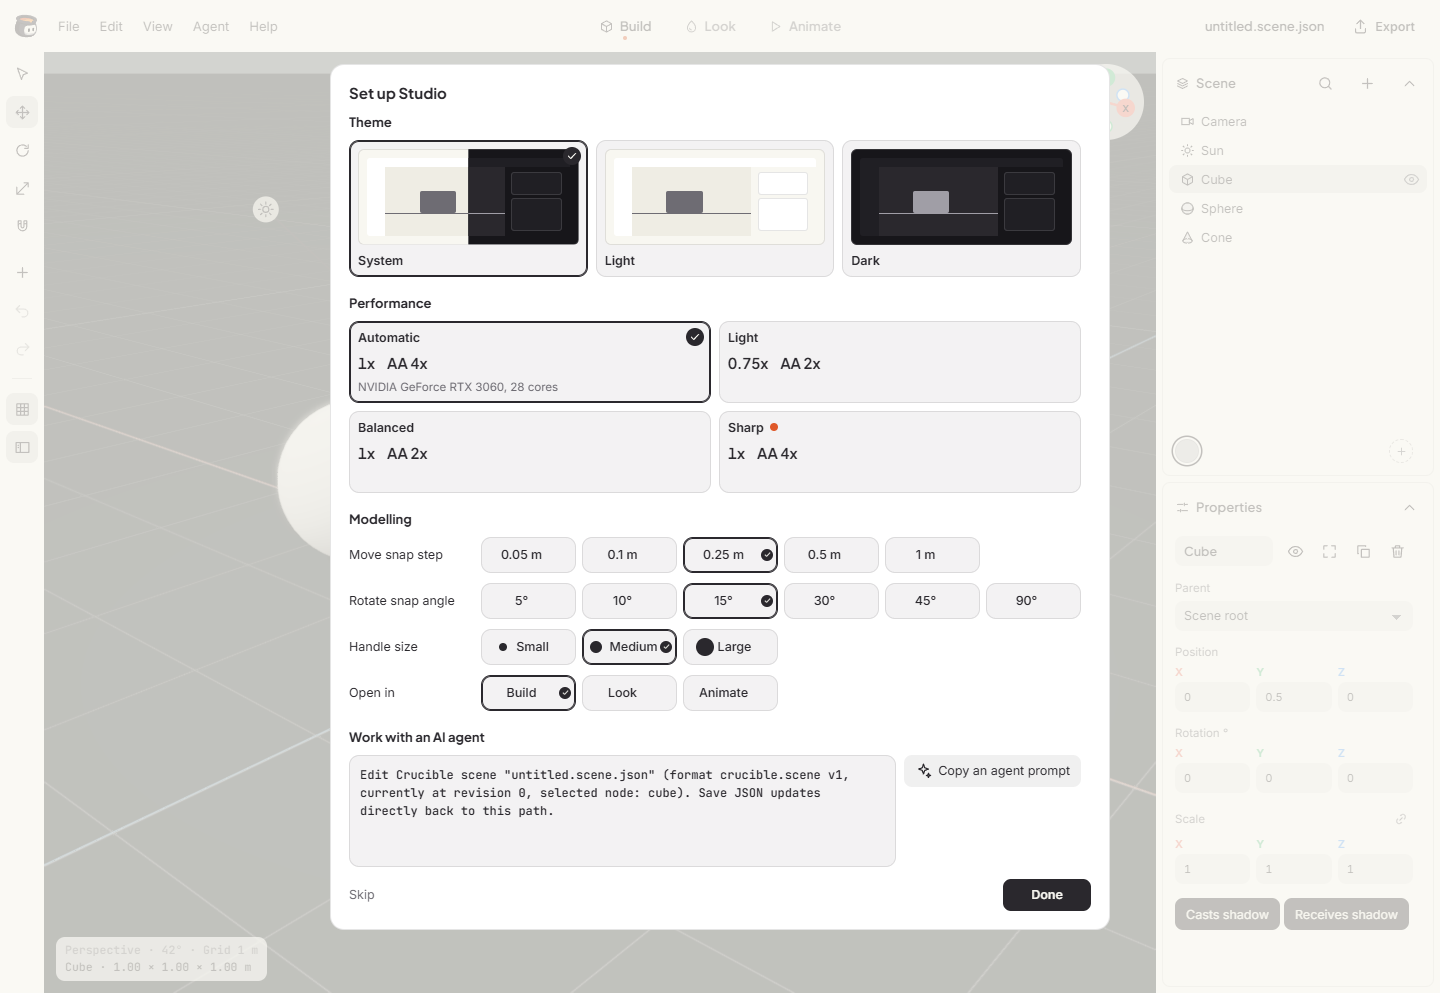 File Edit View Agent Help
Build Look Animate
untitled.scene.json Export
Set up Studio
Theme
System Light Dark
Performance
Automatic
1x AA 4x
NVIDIA GeForce RTX 3060, 28 cores
Light
0.75x AA 2x
Balanced
1x AA 2x
Sharp
1x AA 4x
Modelling
Move snap step 0.05 m 0.1 m 0.25 m 0.5 m 1 m
Rotate snap angle 5° 10° 15° 30° 45° 90°
Handle size Small Medium Large
Open in Build Look Animate
Work with an AI agent
Edit Crucible scene "untitled.scene.json" (format crucible.scene v1,
currently at revision 0, selected node: cube). Save JSON updates
directly back to this path.
Copy an agent prompt
Skip Done
Perspective · 42° · Grid 1 m
Cube · 1.00 × 1.00 × 1.00 m
X
Scene
Camera
Sun
Cube
Sphere
Cone
Properties
Cube
Parent
Scene root
Position
X Y Z
0 0.5 0
Rotation °
X Y Z
0 0 0
Scale
X Y Z
1 1 1
Casts shadow Receives shadow